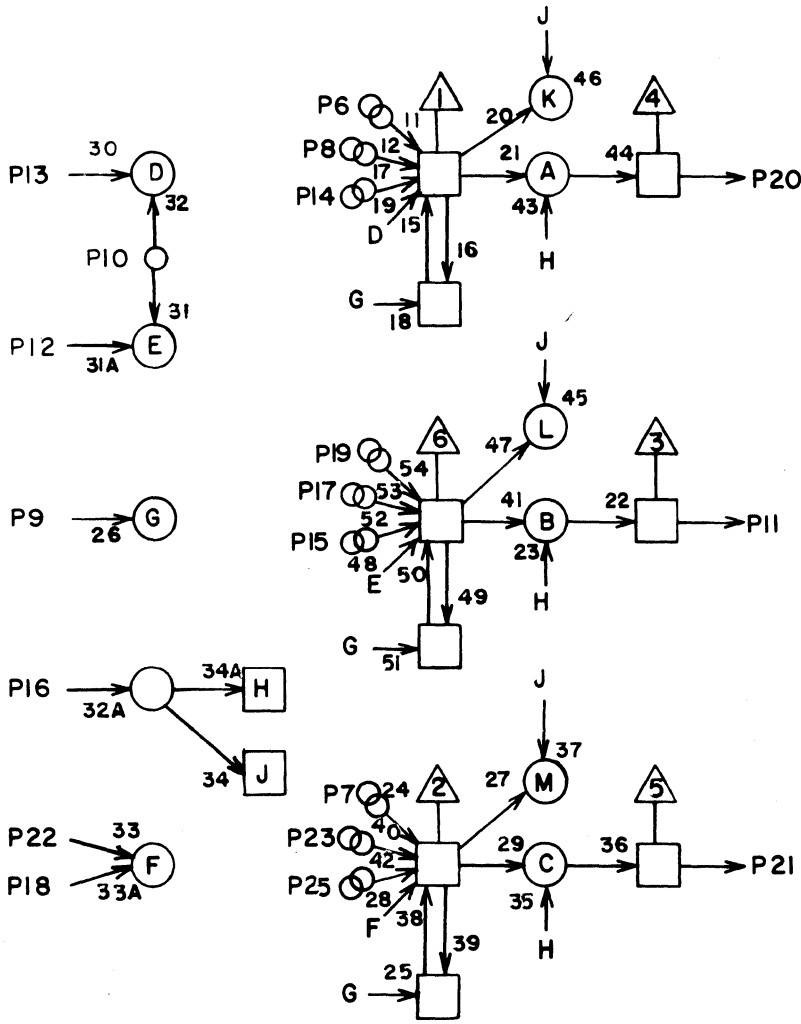 J
P6
11
1
20
K
46
4
P13
30
D
32
P8
12
17
P14
19
D
15
21
A
43
44
P20
P10
16
H
G
18
31
P12
31A
E
J
45
L
P19
54
6
47
3
P9
26
G
P17
53
52
P15
48
E
50
41
B
23
22
P11
49
H
G
51
P16
32A
34A
H
34
J
J
37
M
P7
24
40
2
27
5
P22
33
P18
33A
F
P23
42
P25
28
F
38
29
C
35
36
P21
39
H
G
25